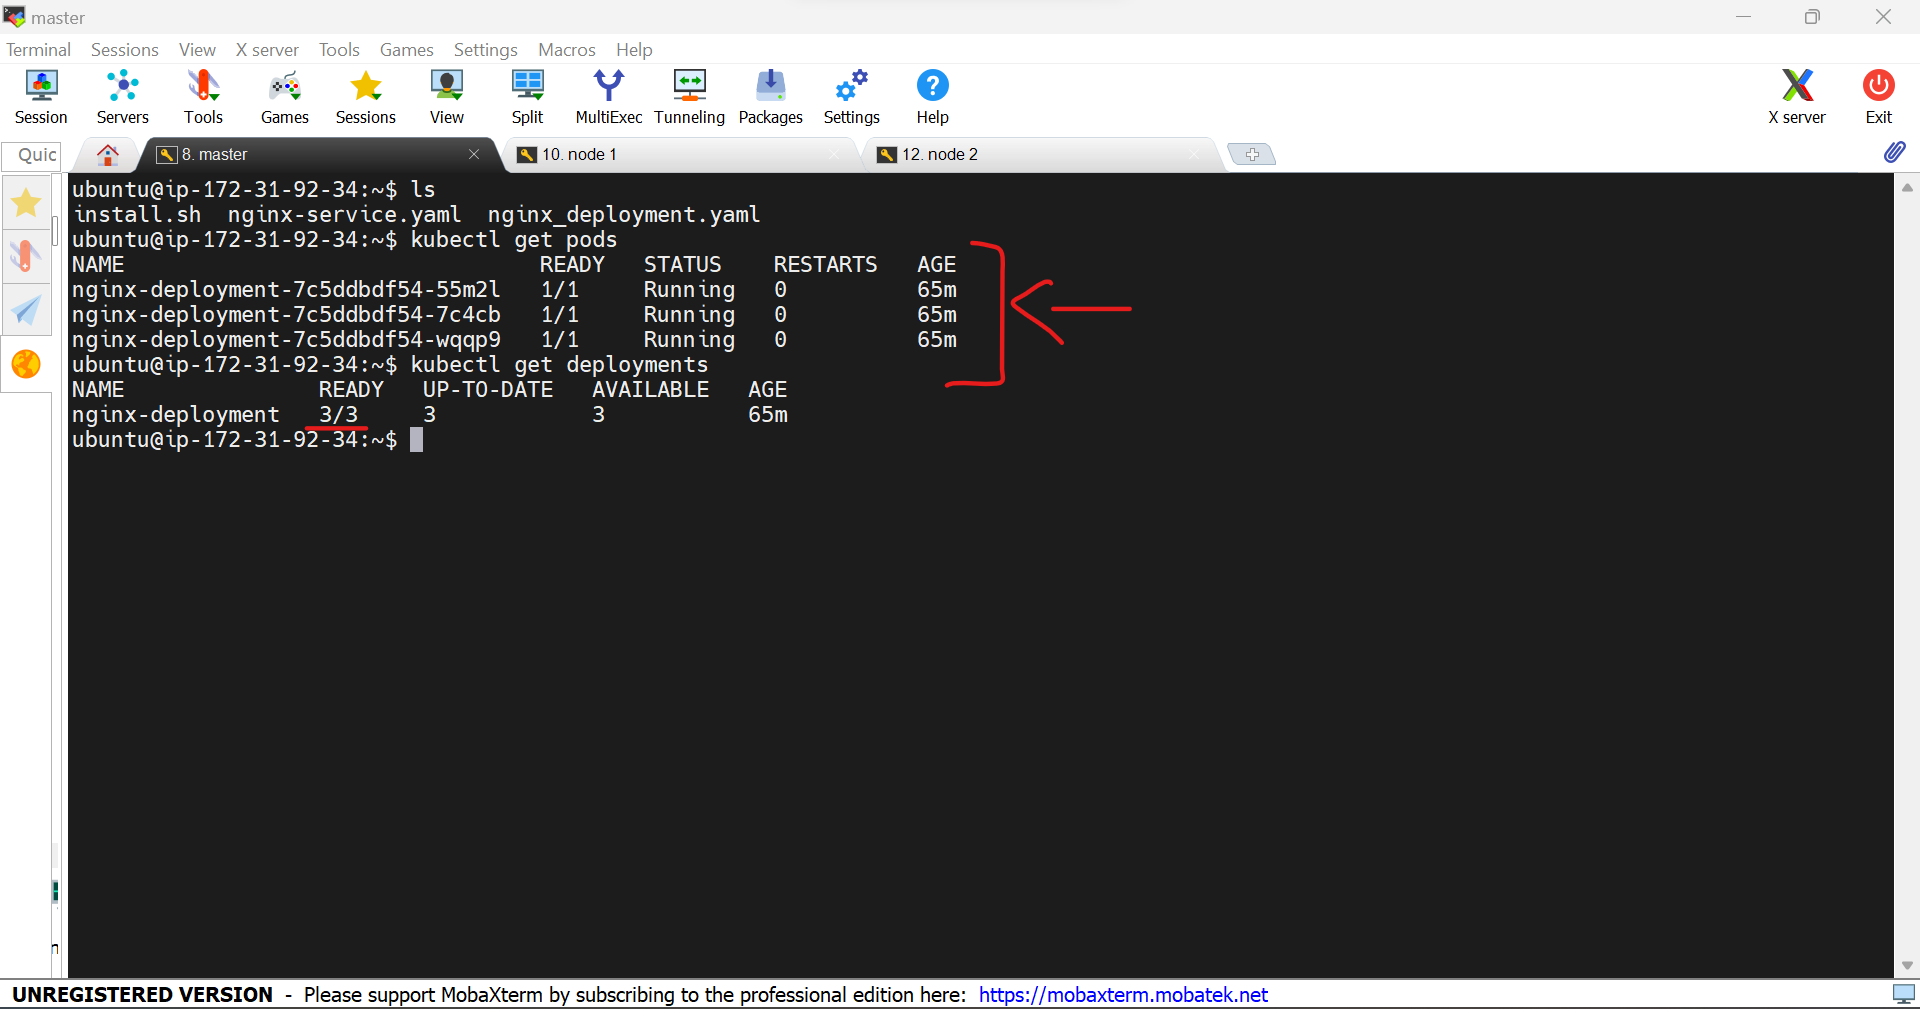 master
Terminal Sessions View X server Tools Games Settings Macros Help
Session Servers Tools Games Sessions View Split MultiExec Tunneling Packages Settings Help X server Exit
Quic 8. master 10. node 1 12. node 2
ubuntu@ip-172-31-92-34:~$ ls
install.sh  nginx-service.yaml  nginx_deployment.yaml
ubuntu@ip-172-31-92-34:~$ kubectl get pods
NAME                                READY   STATUS    RESTARTS   AGE
nginx-deployment-7c5ddbdf54-55m2l   1/1     Running   0          65m
nginx-deployment-7c5ddbdf54-7c4cb   1/1     Running   0          65m
nginx-deployment-7c5ddbdf54-wqqp9   1/1     Running   0          65m
ubuntu@ip-172-31-92-34:~$ kubectl get deployments
NAME               READY   UP-TO-DATE   AVAILABLE   AGE
nginx-deployment   3/3     3            3           65m
ubuntu@ip-172-31-92-34:~$
UNREGISTERED VERSION - Please support MobaXterm by subscribing to the professional edition here: https://mobaxterm.mobatek.net